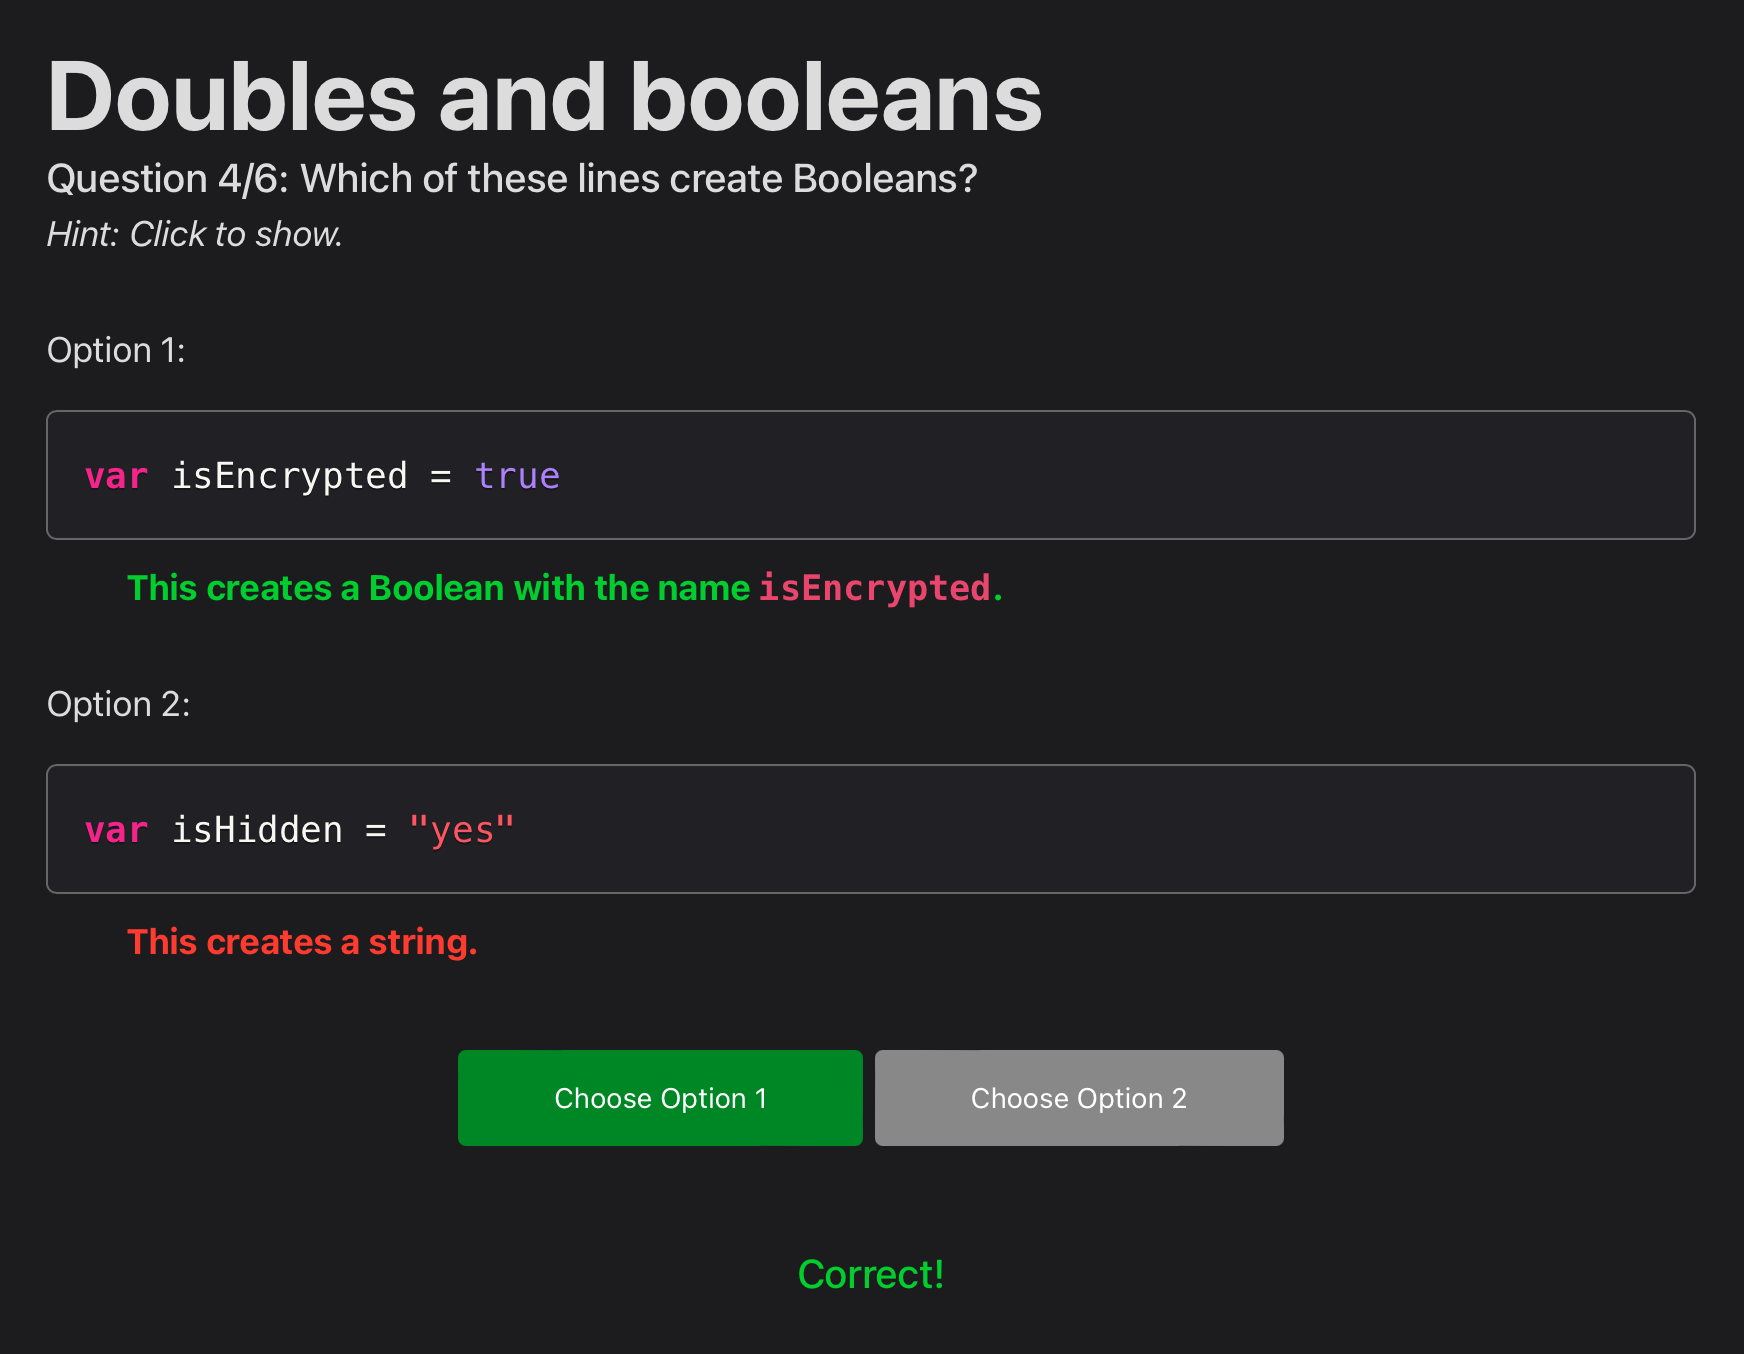 Doubles and booleans
Question 4/6: Which of these lines create Booleans?
Hint: Click to show.
Option 1:
var isEncrypted = true
This creates a Boolean with the name isEncrypted.
Option 2:
var isHidden = "yes"
This creates a string.
Choose Option 1
Choose Option 2
Correct!